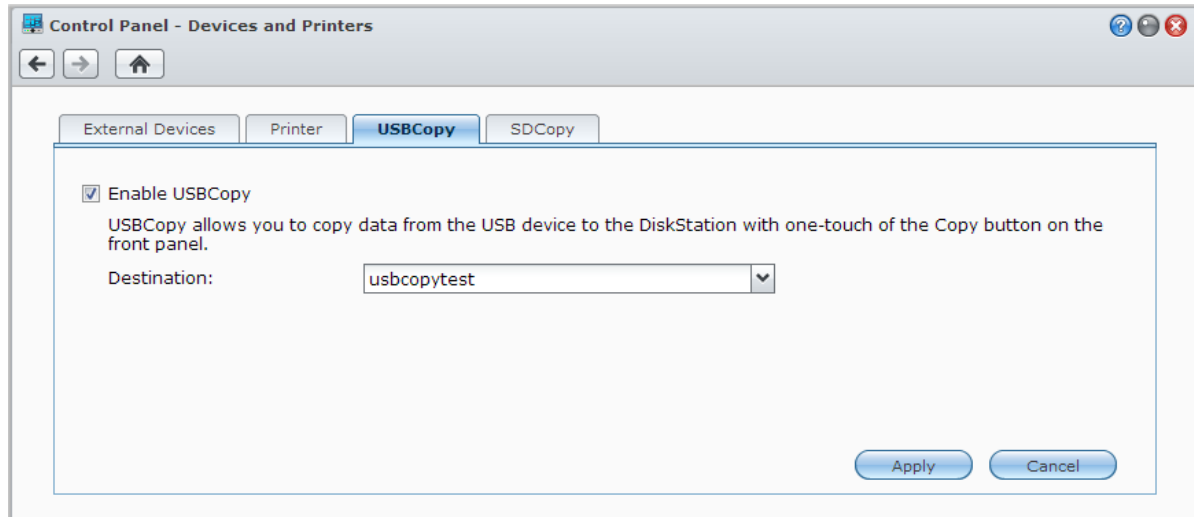 Control Panel - Devices and Printers
External Devices Printer USBCopy SDCopy
Enable USBCopy
USBCopy allows you to copy data from the USB device to the DiskStation with one-touch of the Copy button on the
front panel.
Destination: usbcopytest
Apply Cancel